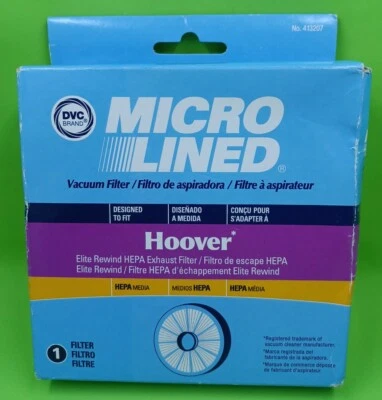 No. 433207
DVC®
BRAND
MICRO
LINED®
Vacuum Filter / Filtro de aspiradora / Filtre à aspirateur
DESIGNED TO FIT
DISEÑADO A MEDIDA
CONÇU POUR S'ADAPTER À
Hoover*
Elite Rewind HEPA Exhaust Filter / Filtro de escape HEPA
Elite Rewind / Filtre HEPA d'échappement Elite Rewind
HEPA MEDIA
MEDIOS HEPA
HEPA MÉDIA
1 FILTER
FILTRO
FILTRE
*Registered trademark of
vacuum cleaner manufacturer.
*Marca registrada del
fabricante de la aspiradora.
*Marque de commerce déposée
de fabricant d'aspirateur.